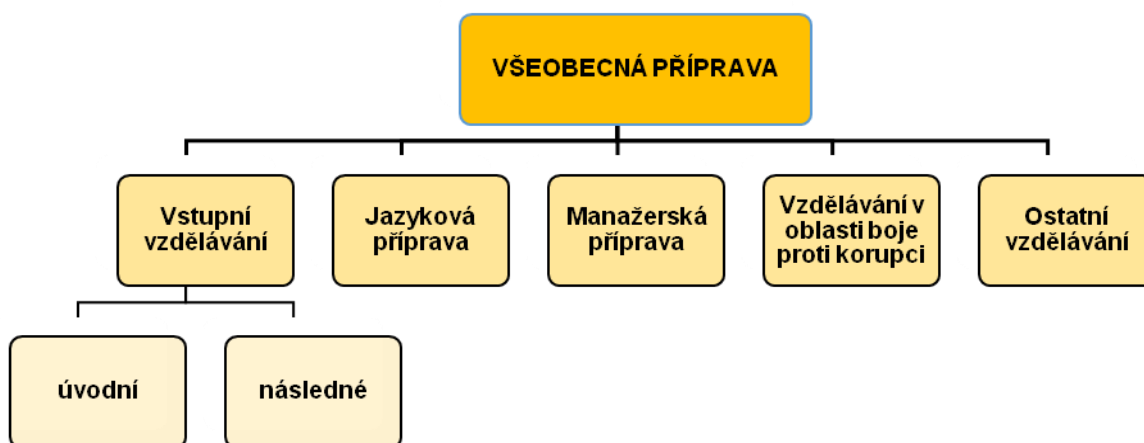 VŠEOBECNÁ PŘÍPRAVA
Vstupní
vzdělávání
Jazyková
příprava
Manažerská
příprava
Vzdělávání v
oblasti boje
proti korupci
Ostatní
vzdělávání
úvodní
následné